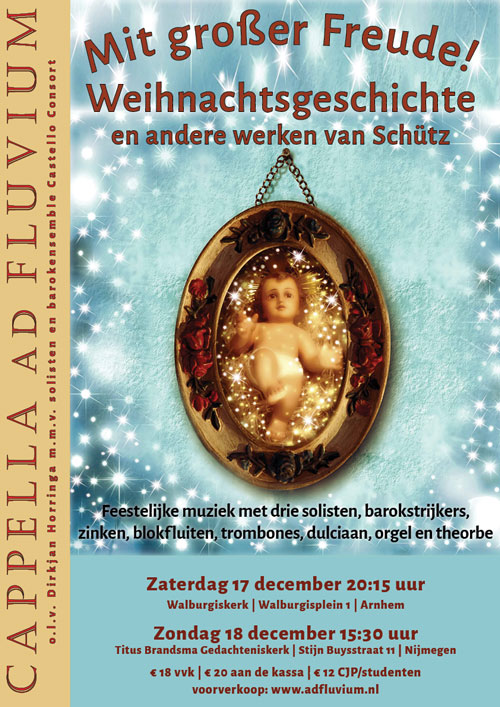 CAPPELLA AD FLUVIUM
o.l.v. Dirkjan Horringa m.m.v. solisten en barokensemble Castello Consort
Mit großer Freude!
Weihnachtsgeschichte
en andere werken van Schütz
Feestelijke muziek met drie solisten, barokstrijkers,
zinken, blokfluiten, trombones, dulciaan, orgel en theorbe
Zaterdag 17 december 20:15 uur
Walburgiskerk | Walburgisplein 1 | Arnhem
Zondag 18 december 15:30 uur
Titus Brandsma Gedachteniskerk | Stijn Buysstraat 11 | Nijmegen
€ 18 vvk | € 20 aan de kassa | € 12 CJP/studenten
voorverkoop: www.adfluvium.nl